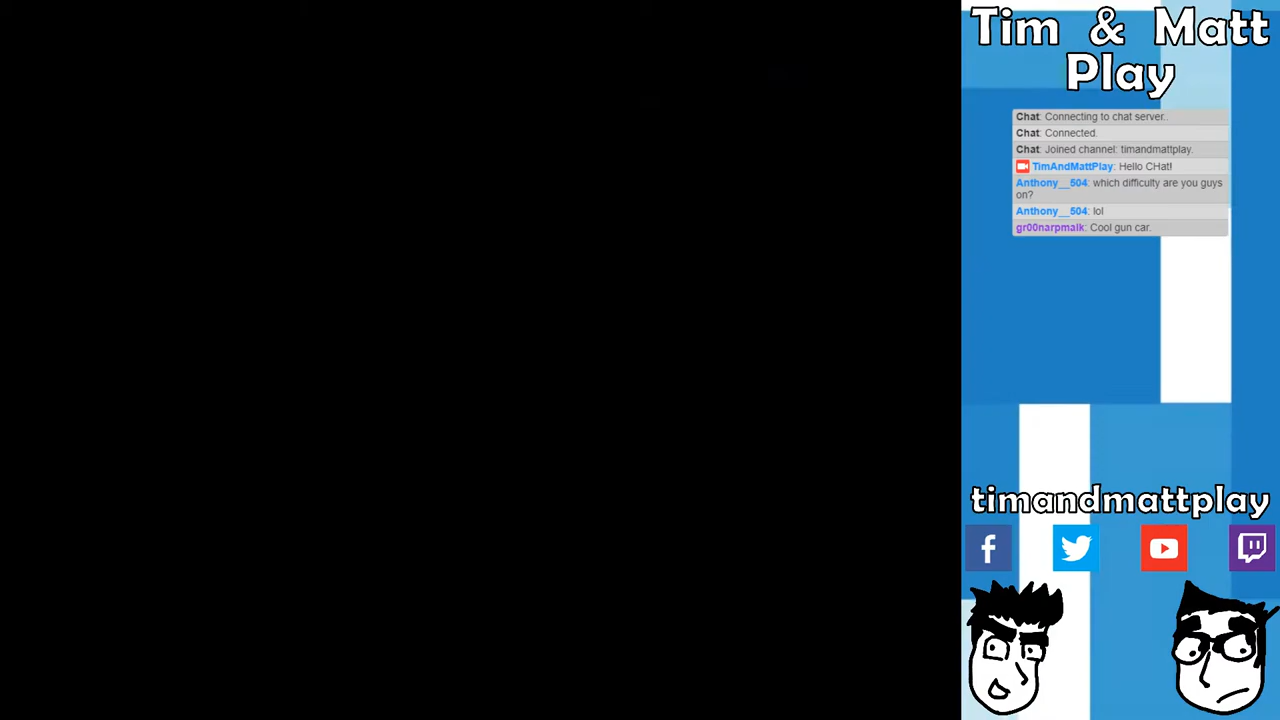 Tim & Matt
Play
Chat: Connecting to chat server..
Chat: Connected.
Chat: Joined channel: timandmattplay.
TimAndMattPlay: Hello CHat!
Anthony__504: which difficulty are you guys
on?
Anthony__504: lol
gr00narpmalk: Cool gun car.
timandmattplay